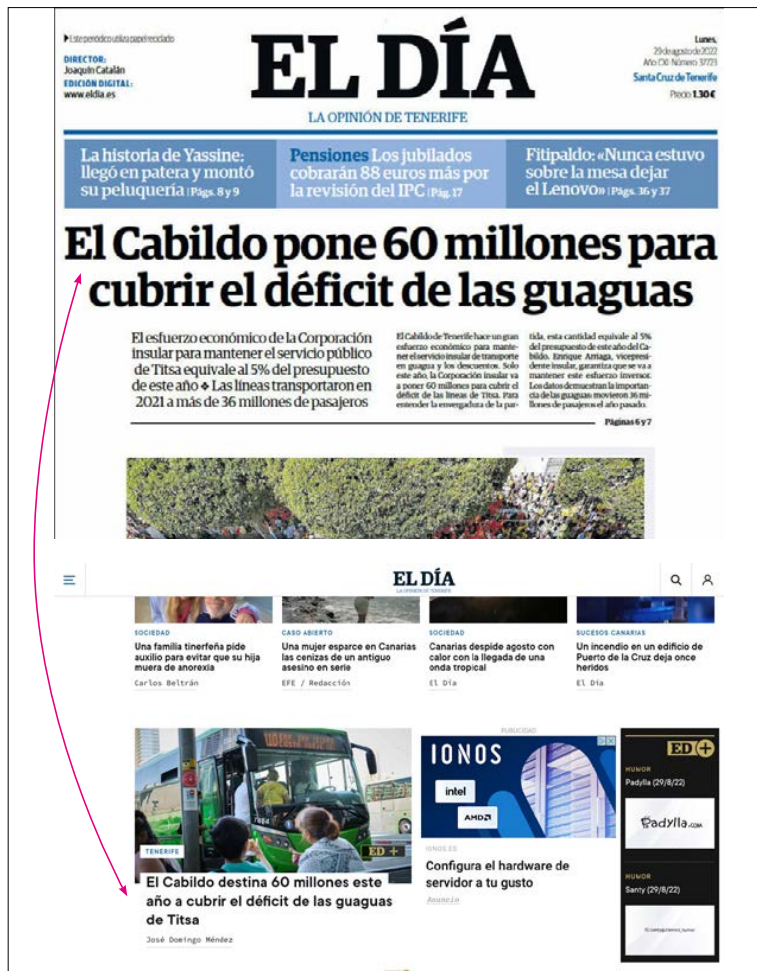 ▶Este periódico utiliza papel reciclado
DIRECTOR:
Joaquín Catalán
EDICIÓN DIGITAL:
www.eldia.es
EL DÍA
LA OPINIÓN DE TENERIFE
Lunes,
29 de agosto de 2022
Año CXI· Número 37723
Santa Cruz de Tenerife
Precio 1.30 €
La historia de Yassine:
llegó en patera y montó
su peluquería | Págs. 8 y 9
Pensiones Los jubilados
cobrarán 88 euros más por
la revisión del IPC | Pág. 17
Fitipaldo: «Nunca estuvo
sobre la mesa dejar
el Lenovo» | Págs. 36 y 37
El Cabildo pone 60 millones para
cubrir el déficit de las guaguas
El esfuerzo económico de la Corporación
insular para mantener el servicio público
de Titsa equivale al 5% del presupuesto
de este año ❖ Las líneas transportaron en
2021 a más de 36 millones de pasajeros
El Cabildo de Tenerife hace un gran
esfuerzo económico para mante-
ner el servicio insular de transporte
en guagua y los descuentos. Solo
este año, la Corporación insular va
a poner 60 millones para cubrir el
déficit de las líneas de Titsa. Para
entender la envergadura de la par-
tida, esta cantidad equivale al 5%
del presupuesto de este año del Ca-
bildo. Enrique Arriaga, vicepresi-
dente insular, garantiza que se va a
mantener este esfuerzo inversor.
Los datos demuestran la importan-
cia de las guaguas: movieron 36 mi-
llones de pasajeros el año pasado.
Páginas 6 y 7
EL DÍA
LA OPINIÓN DE TENERIFE
SOCIEDAD
Una familia tinerfeña pide
auxilio para evitar que su hija
muera de anorexia
Carlos Beltrán
CASO ABIERTO
Una mujer esparce en Canarias
las cenizas de un antiguo
asesino en serie
EFE / Redacción
SOCIEDAD
Canarias despide agosto con
calor con la llegada de una
onda tropical
El Día
SUCESOS CANARIAS
Un incendio en un edificio de
Puerto de la Cruz deja once
heridos
El Día
TENERIFE
ED +
El Cabildo destina 60 millones este
año a cubrir el déficit de las guaguas
de Titsa
José Domingo Méndez
PUBLICIDAD
IONOS
intel
AMD
IONOS.ES
Configura el hardware de
servidor a tu gusto
Anuncio
ED +
HUMOR
Padylla (29/8/22)
Padylla.com
HUMOR
Santy (29/8/22)